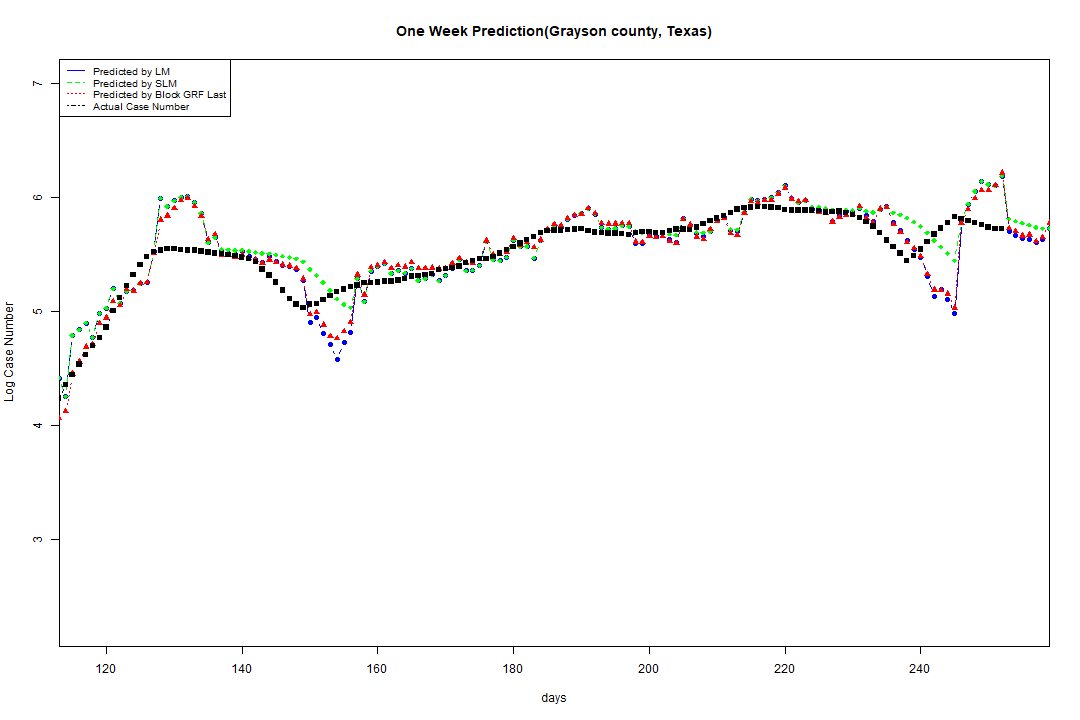 One Week Prediction(Grayson county, Texas)
Predicted by LM
Predicted by SLM
Predicted by Block GRF Last
Actual Case Number
7
6
5
4
3
Log Case Number
120 140 160 180 200 220 240
days